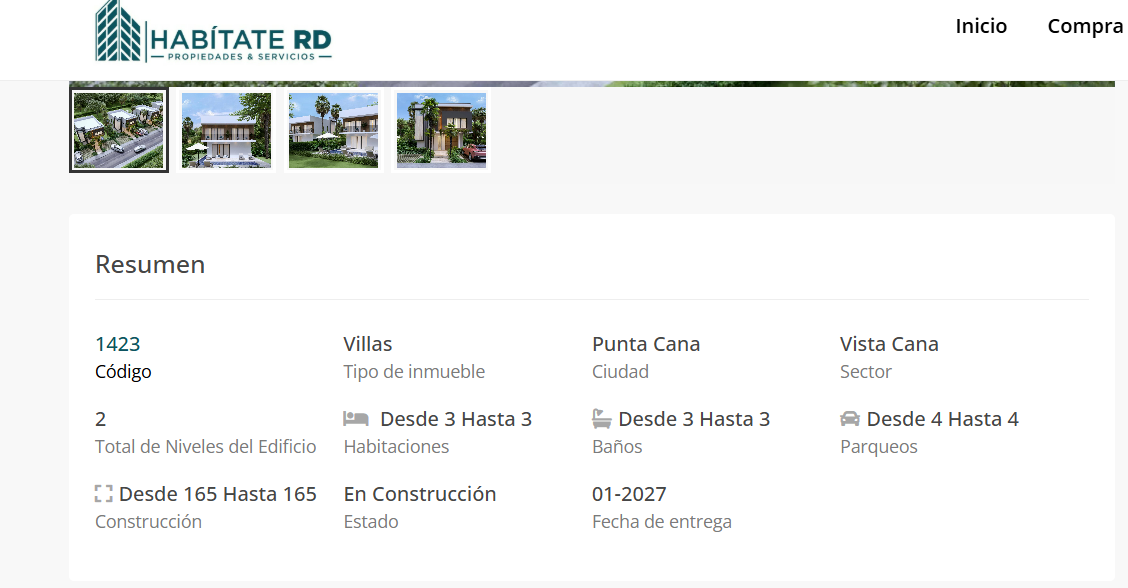 HABÍTATE RD
PROPIEDADES & SERVICIOS
Inicio
Compra
Resumen
1423
Código
Villas
Tipo de inmueble
Punta Cana
Ciudad
Vista Cana
Sector
2
Total de Niveles del Edificio
Desde 3 Hasta 3
Habitaciones
Desde 3 Hasta 3
Baños
Desde 4 Hasta 4
Parqueos
Desde 165 Hasta 165
Construcción
En Construcción
Estado
01-2027
Fecha de entrega